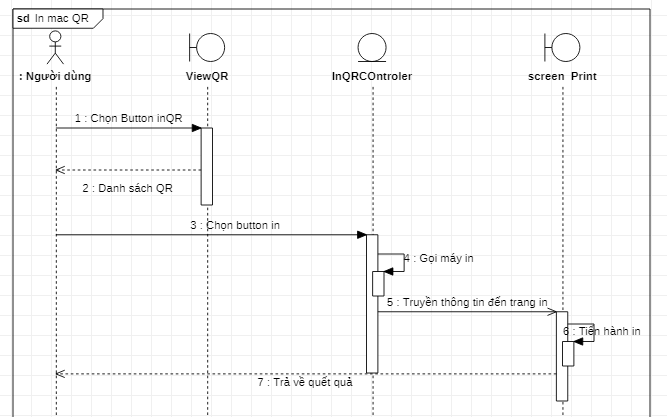 sd In mac QR
: Người dùng
ViewQR
InQRCOntroler
screen Print
1 : Chọn Button inQR
2 : Danh sách QR
3 : Chọn button in
4 : Gọi máy in
5 : Truyền thông tin đến trang in
6 : Tiến hành in
7 : Trả về quết quả